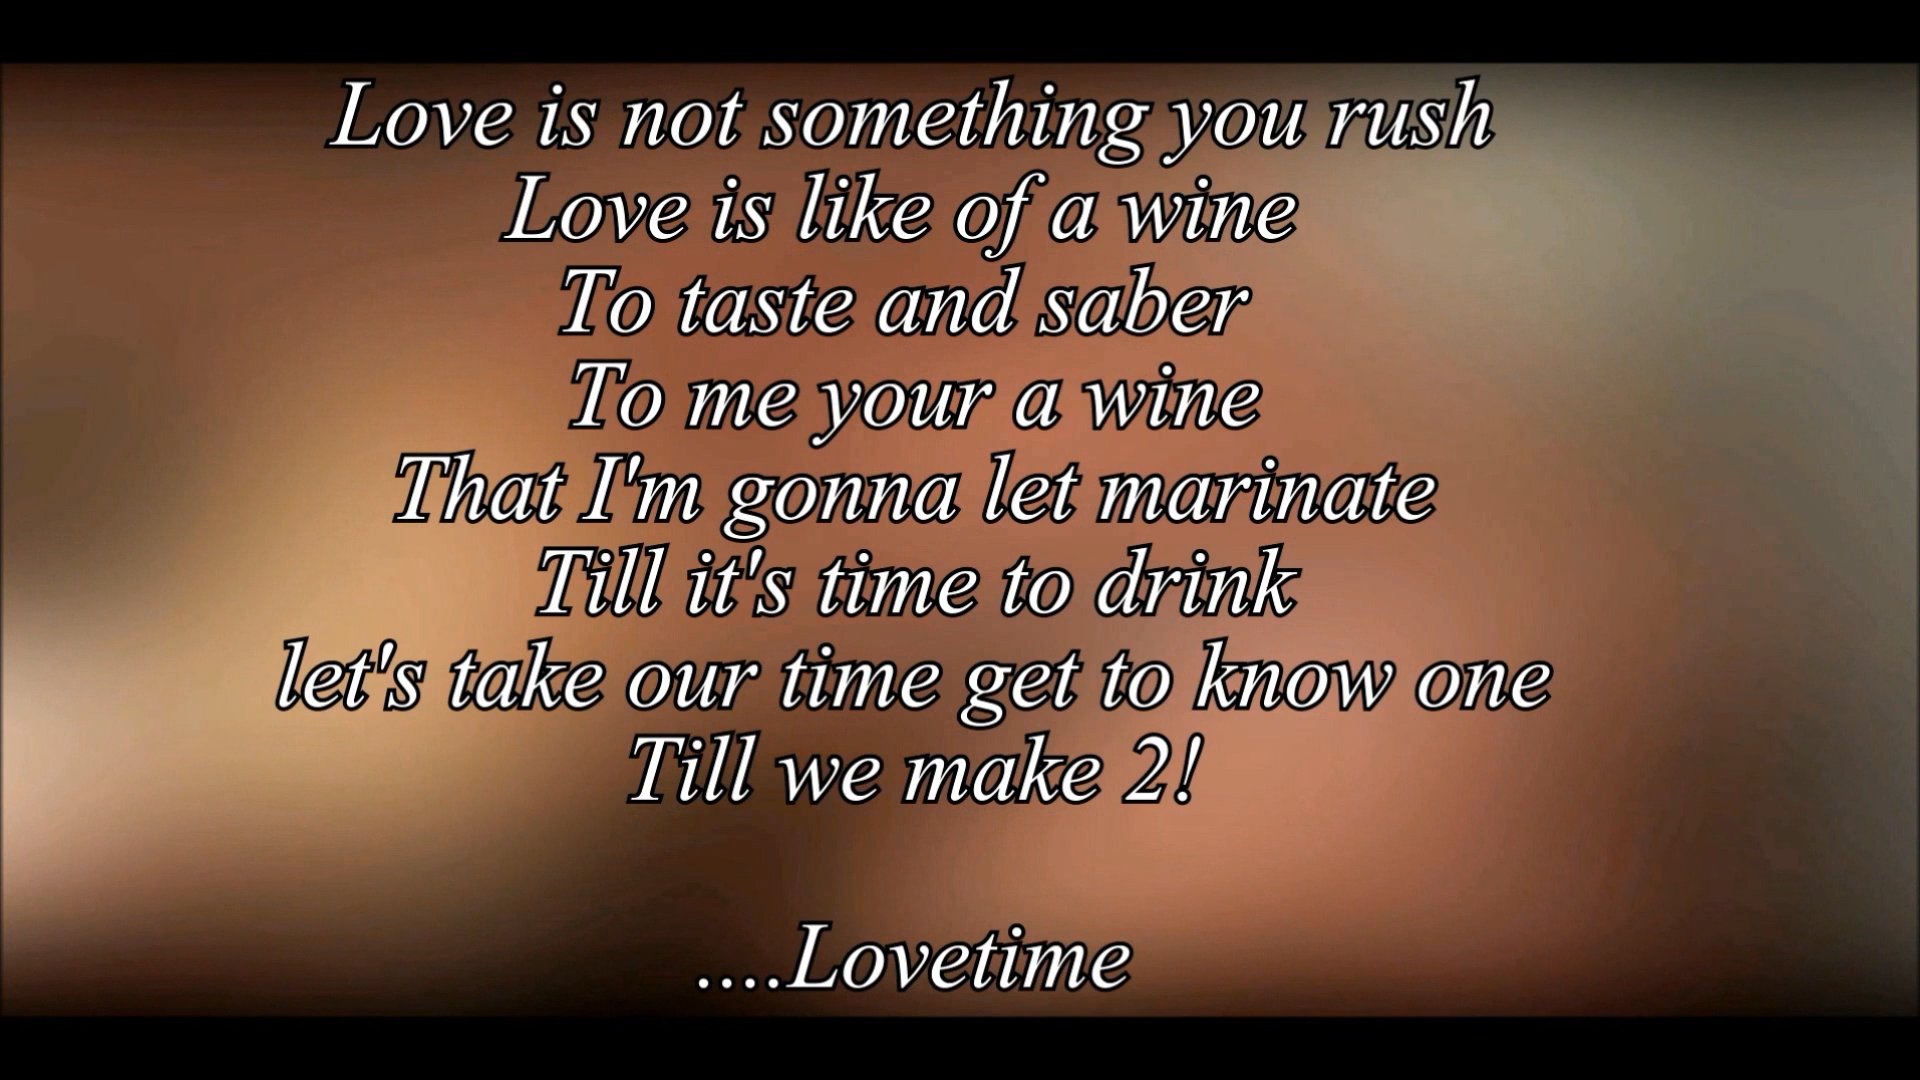 Love is not something you rush
Love is like of a wine
To taste and saber
To me your a wine
That I'm gonna let marinate
Till it's time to drink
let's take our time get to know one
Till we make 2!
....Lovetime